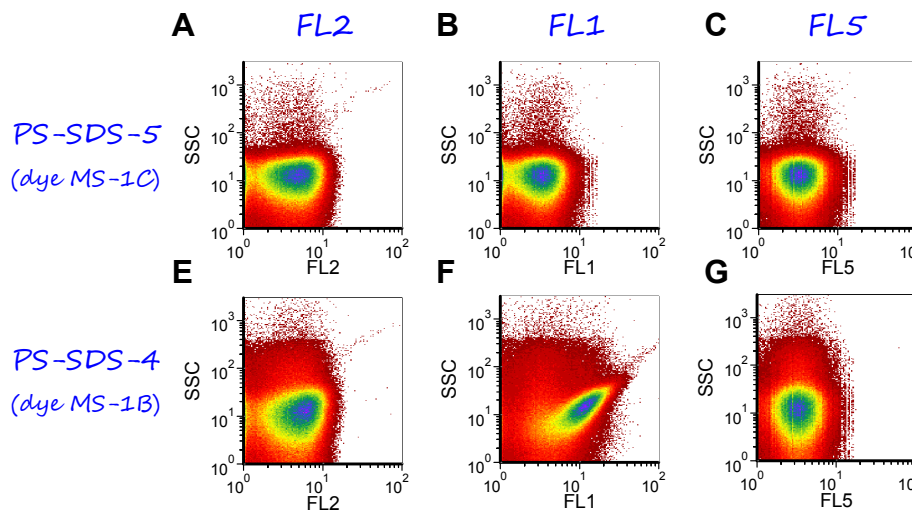 A FL2 B FL1 C FL5
PS-SDS-5
(dye MS-1C)
SSC 10³ 10² 10¹ 10⁰
10⁰ 10¹ 10²
FL2
SSC 10³ 10² 10¹ 10⁰
10⁰ 10¹ 10²
FL1
SSC 10³ 10² 10¹ 10⁰
10⁰ 10¹
FL5
E F G
PS-SDS-4
(dye MS-1B)
SSC 10³ 10² 10¹ 10⁰
10⁰ 10¹ 10²
FL2
SSC 10³ 10² 10¹ 10⁰
10⁰ 10¹ 10²
FL1
SSC 10³ 10² 10¹ 10⁰
10⁰ 10¹
FL5